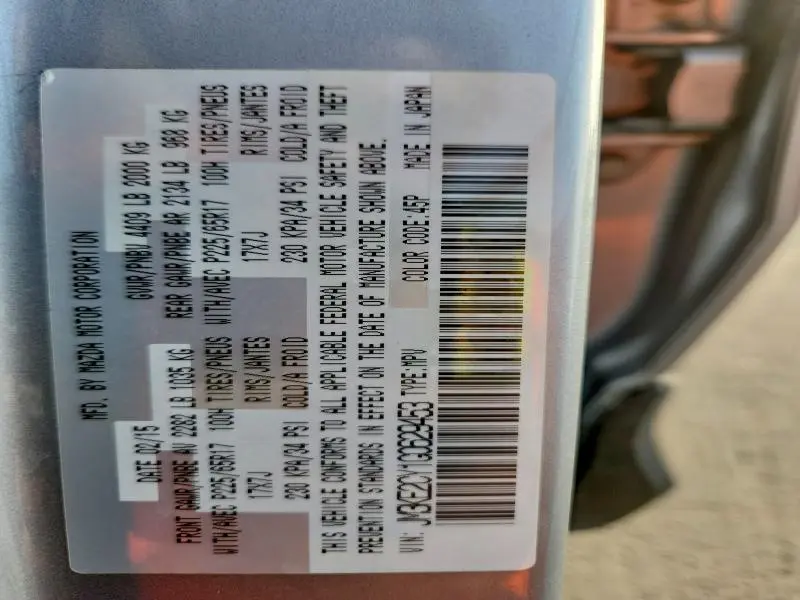 MFD. BY MAZDA MOTOR CORPORATION
DATE 02/15 GVWR/PNBV 4409 LB 2000 KG
FRONT GAWR/PNBE AV 2282 LB 1035 KG REAR GAWR/PNBE AR 2134 LB 968 KG
WITH/AVEC P225/65R17 100H TIRES/PNEUS WITH/AVEC P225/65R17 100H TIRES/PNEUS
17X7J RIMS/JANTES 17X7J RIMS/JANTES
230 KPA/34 PSI COLD/A FROID 230 KPA/34 PSI COLD/A FROID
THIS VEHICLE CONFORMS TO ALL APPLICABLE FEDERAL MOTOR VEHICLE SAFETY AND THEFT
PREVENTION STANDARDS IN EFFECT ON THE DATE OF MANUFACTURE SHOWN ABOVE.
VIN: JM3KE2CY1G0629453 TYPE:MPV COLOR CODE:45P MADE IN JAPAN